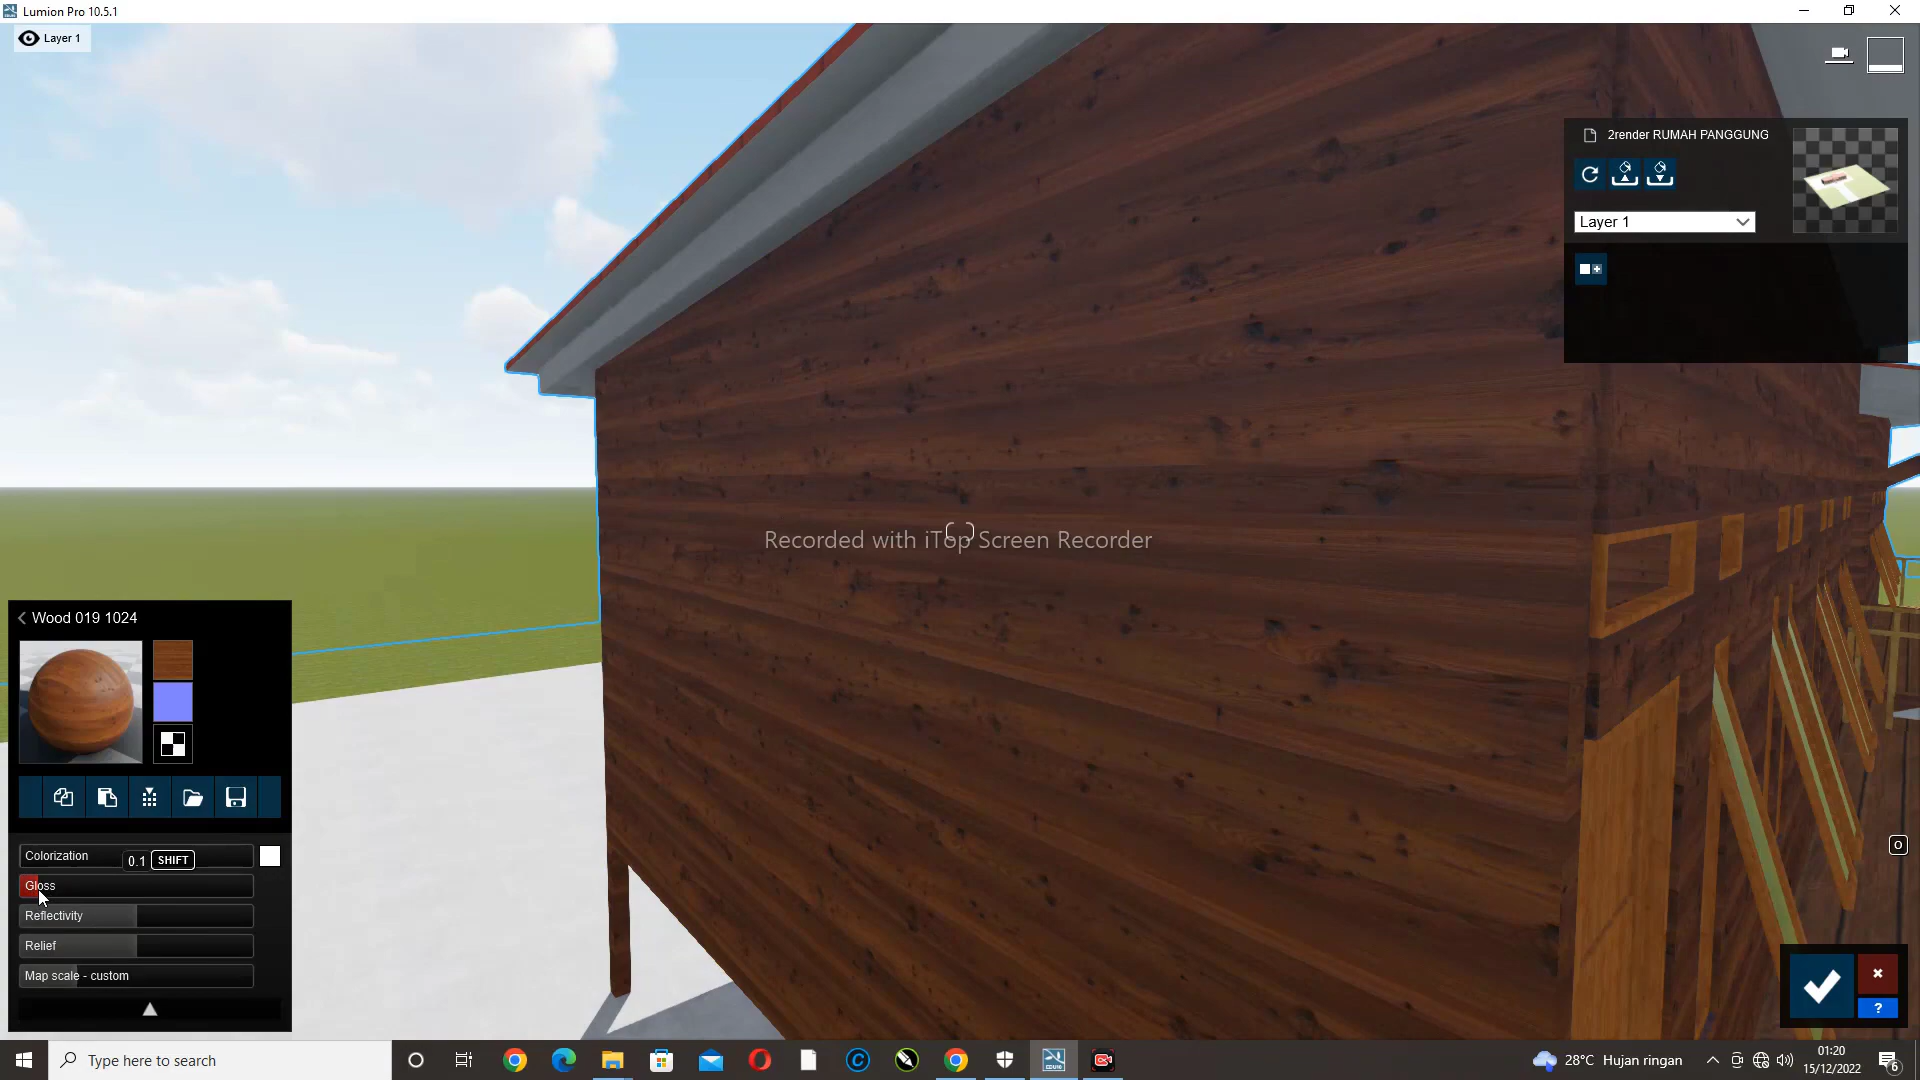 Lumion Pro 10.5.1
Layer 1
2render RUMAH PANGGUNG
Layer 1
Recorded with iTop Screen Recorder
Wood 019 1024
Colorization
0.1 SHIFT
Gloss
Reflectivity
Relief
Map scale - custom
O
?
Type here to search
28°C Hujan ringan
01:20
15/12/2022
6